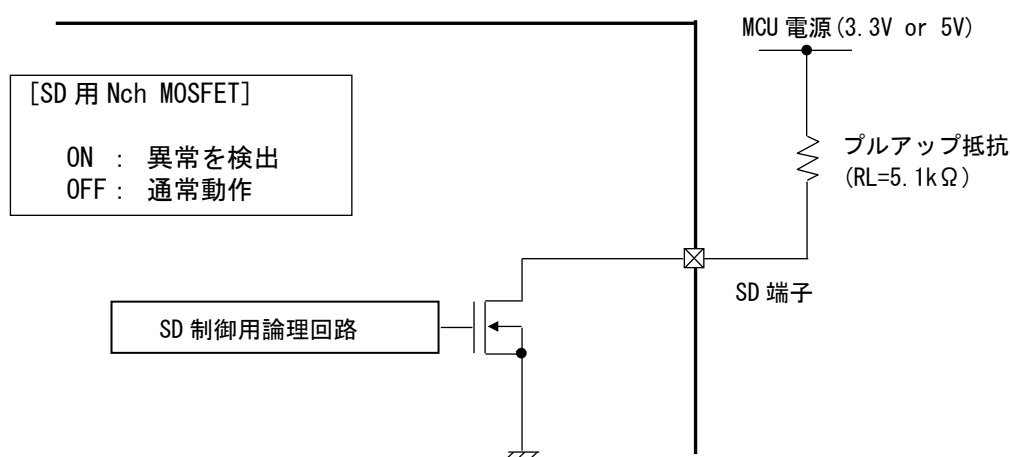 MCU 電源(3.3V or 5V)
[SD 用 Nch MOSFET]
ON : 異常を検出
OFF : 通常動作
プルアップ抵抗
(RL=5.1kΩ)
SD 端子
SD 制御用論理回路